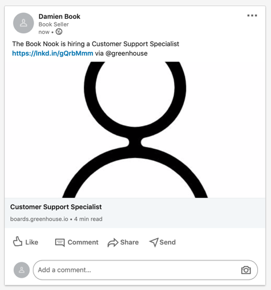 Damien Book
Book Seller
now •
The Book Nook is hiring a Customer Support Specialist
https://lnkd.in/gQrbMmm via @greenhouse
Customer Support Specialist
boards.greenhouse.io • 4 min read
Like
Comment
Share
Send
Add a comment...